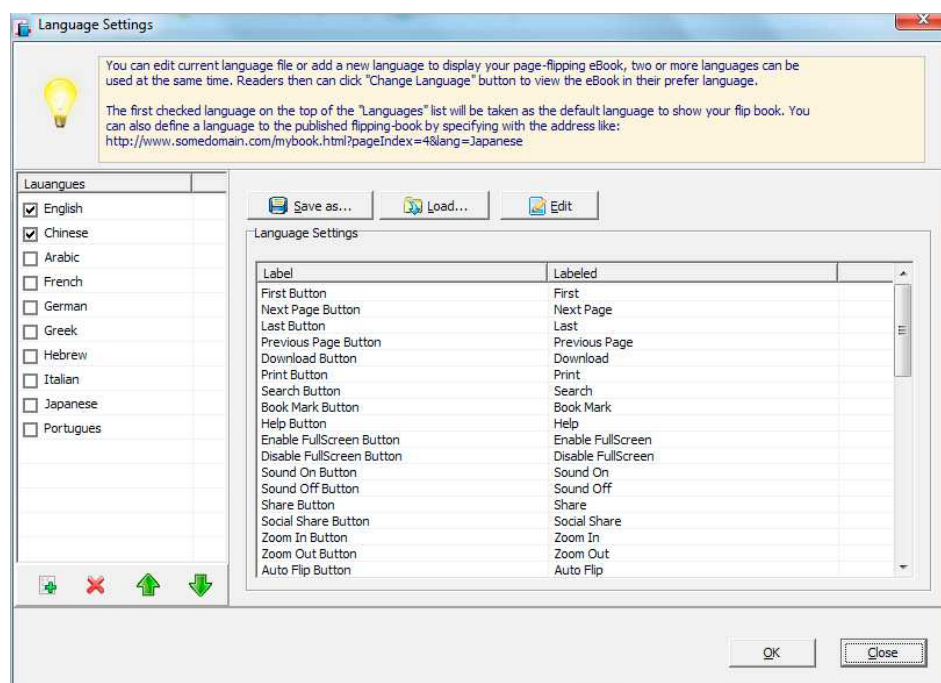 Language Settings
You can edit current language file or add a new language to display your page-flipping eBook, two or more languages can be
used at the same time. Readers then can click "Change Language" button to view the eBook in their prefer language.
The first checked language on the top of the "Languages" list will be taken as the default language to show your flip book. You
can also define a language to the published flipping-book by specifying with the address like:
http://www.somedomain.com/mybook.html?pageIndex=4&lang=Japanese
Lauangues
English
Chinese
Arabic
French
German
Greek
Hebrew
Italian
Japanese
Portugues
Save as... Load... Edit
Language Settings
Label Labeled
First Button First
Next Page Button Next Page
Last Button Last
Previous Page Button Previous Page
Download Button Download
Print Button Print
Search Button Search
Book Mark Button Book Mark
Help Button Help
Enable FullScreen Button Enable FullScreen
Disable FullScreen Button Disable FullScreen
Sound On Button Sound On
Sound Off Button Sound Off
Share Button Share
Social Share Button Social Share
Zoom In Button Zoom In
Zoom Out Button Zoom Out
Auto Flip Button Auto Flip
OK Close